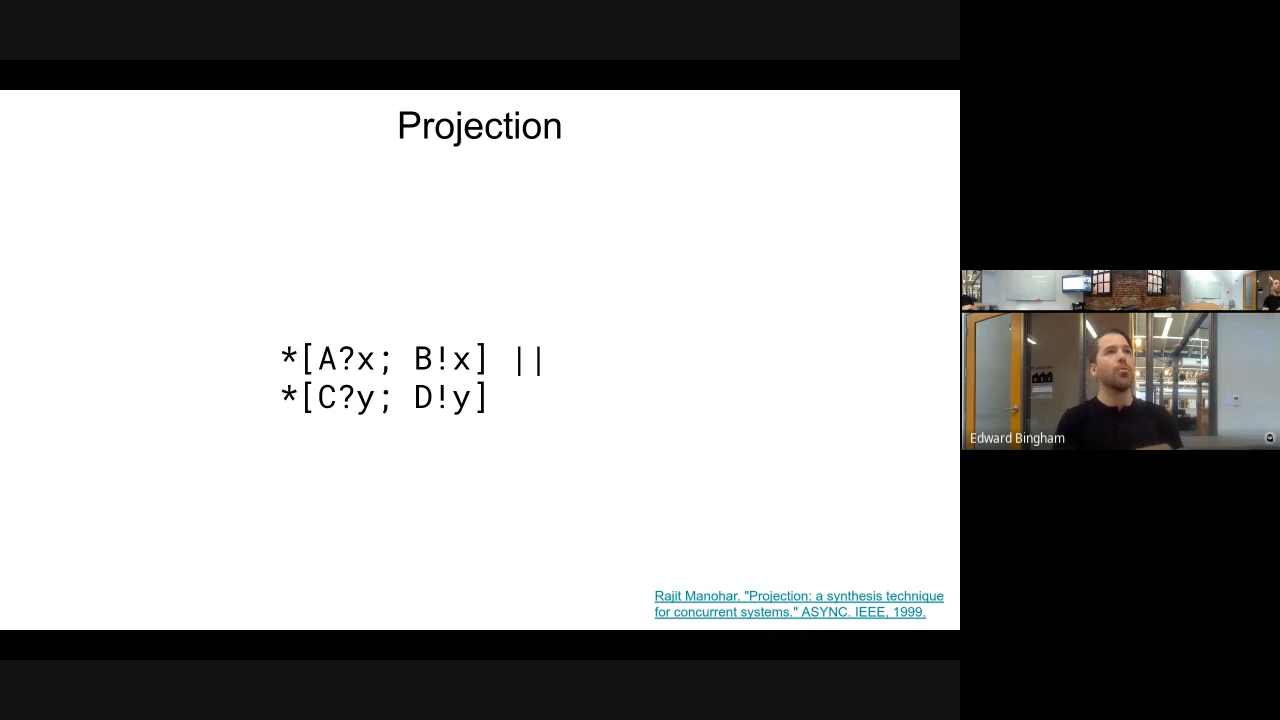 Projection
*[A?x; B!x] ||
*[C?y; D!y]
Rajit Manohar. "Projection: a synthesis technique
for concurrent systems." ASYNC. IEEE, 1999.
Edward Bingham